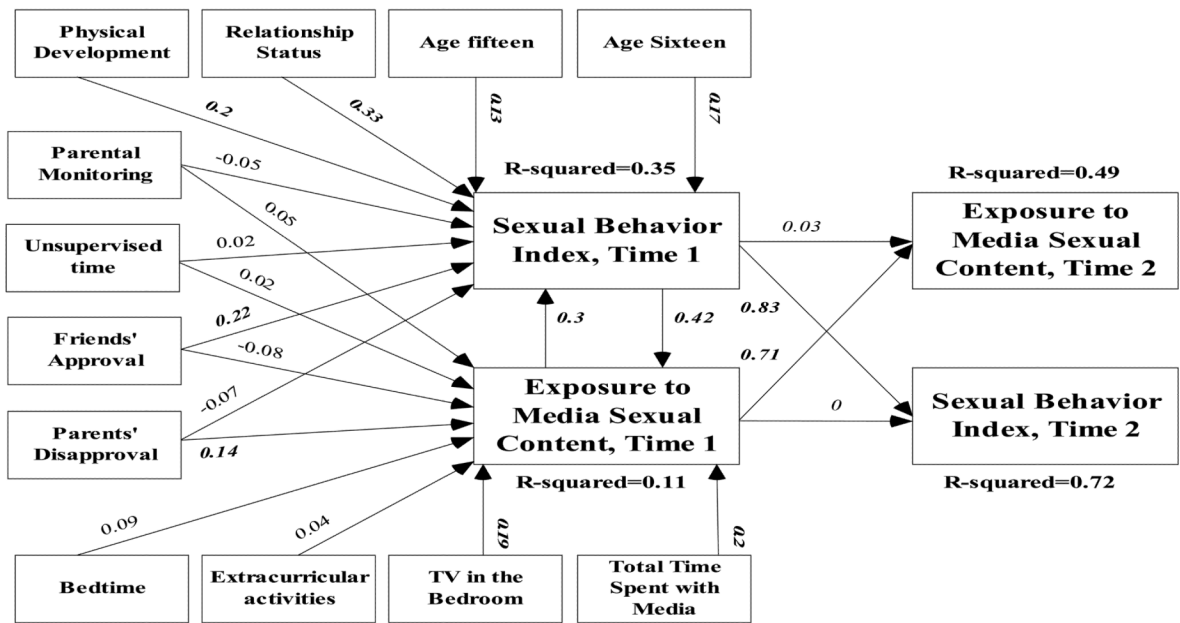 Physical
Development
Relationship
Status
Age fifteen
Age Sixteen
0.2
0.33
0.13
0.17
Parental
Monitoring
-0.05
0.05
R-squared=0.35
R-squared=0.49
Sexual Behavior
Index, Time 1
Exposure to
Media Sexual
Content, Time 2
Unsupervised
time
0.02
0.02
0.03
Friends'
Approval
0.22
-0.08
0.3
0.42
0.83
0.71
Parents'
Disapproval
-0.07
0.14
Exposure to
Media Sexual
Content, Time 1
0
Sexual Behavior
Index, Time 2
R-squared=0.11
R-squared=0.72
0.09
0.04
0.19
0.2
Bedtime
Extracurricular
activities
TV in the
Bedroom
Total Time
Spent with
Media